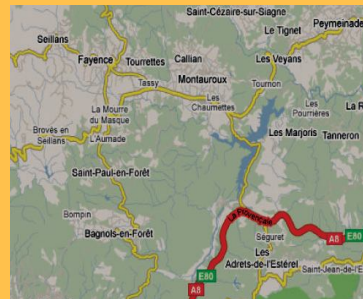 Saint-Cézaire-sur-Siagne
Peymeinade
Le Tignet
Seillans
Fayence
Tourrettes
Callian
Les Veyans
Montauroux
Tassy
Tournon
Les
Chaumettes
La Mourre
du Masque
Les
Pourrières
La R
Brovès en
Seillans
L'Aumade
Les Marjoris
Tanneron
Saint-Paul-en-Forêt
Bompin
La Provençale
Bagnols-en-Forêt
Séguret
A8
E80
Les
Adrets-de-l'Estérel
Saint-Jean-de-l'
E80
A8